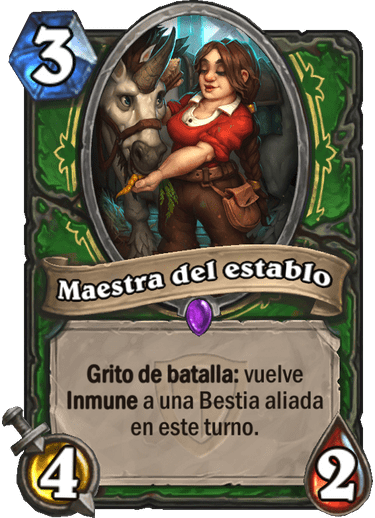 3
Maestra del establo
Grito de batalla: vuelve
Inmune a una Bestia aliada
en este turno.
4
2